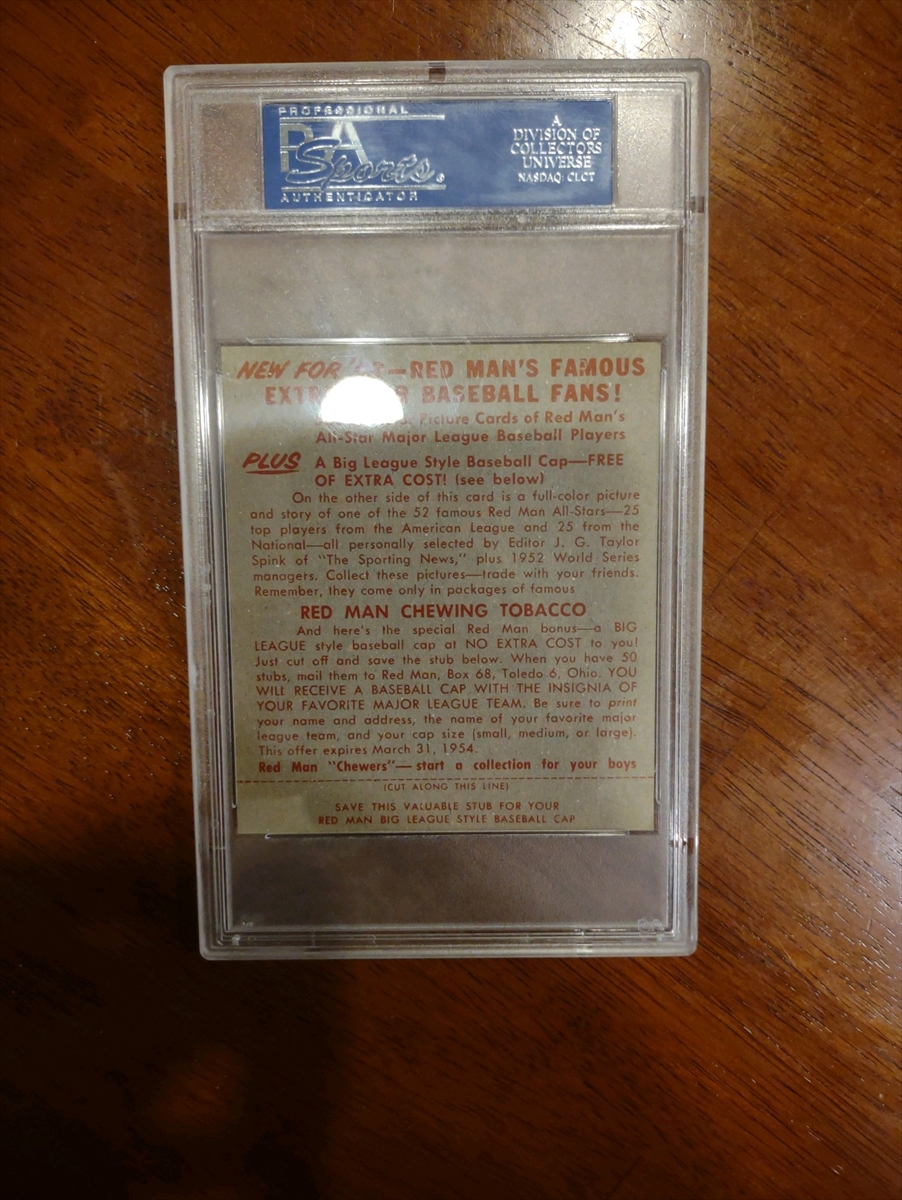 PROFESSIONAL
PSA
Sports.
AUTHENTICATOR
A
DIVISION OF
COLLECTORS
UNIVERSE
NASDAQ: CLCT
NEW FOR —RED MAN'S FAMOUS
BASEBALL FANS!
Picture Cards of Red Man's
All-Star Major League Baseball Players
PLUS A Big League Style Baseball Cap—FREE
OF EXTRA COST! (see below)
On the other side of this card is a full-color picture
and story of one of the 52 famous Red Man All-Stars—25
top players from the American League and 25 from the
National—all personally selected by Editor J. G. Taylor
Spink of "The Sporting News," plus 1952 World Series
managers. Collect these pictures—trade with your friends.
Remember, they come only in packages of famous
RED MAN CHEWING TOBACCO
And here's the special Red Man bonus—a BIG
LEAGUE style baseball cap at NO EXTRA COST to you!
Just cut off and save the stub below. When you have 50
stubs, mail them to Red Man, Box 68, Toledo 6, Ohio. YOU
WILL RECEIVE A BASEBALL CAP WITH THE INSIGNIA OF
YOUR FAVORITE MAJOR LEAGUE TEAM. Be sure to print
your name and address, the name of your favorite major
league team, and your cap size (small, medium, or large).
This offer expires March 31, 1954.
Red Man "Chewers"—start a collection for your boys
(CUT ALONG THIS LINE)
SAVE THIS VALUABLE STUB FOR YOUR
RED MAN BIG LEAGUE STYLE BASEBALL CAP